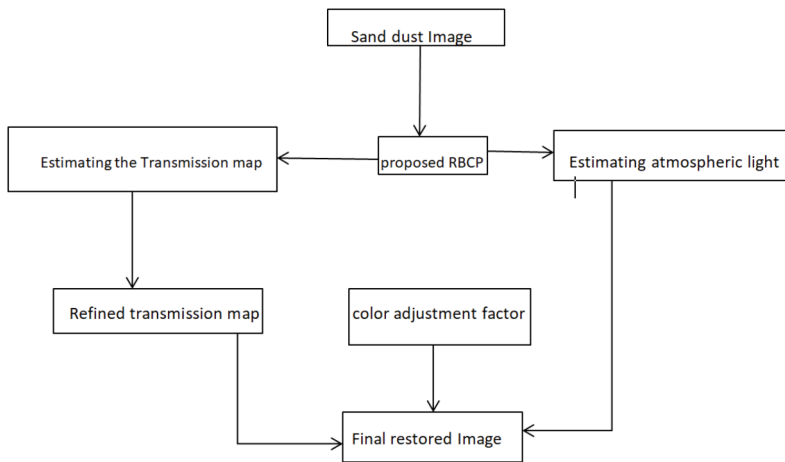 Sand dust Image
Estimating the Transmission map
proposed RBCP
Estimating atmospheric light
Refined transmission map
color adjustment factor
Final restored Image